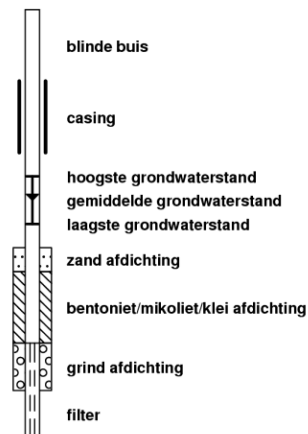 blinde buis
casing
hoogste grondwaterstand
gemiddelde grondwaterstand
laagste grondwaterstand
zand afdichting
bentoniet/mikoliet/klei afdichting
grind afdichting
filter